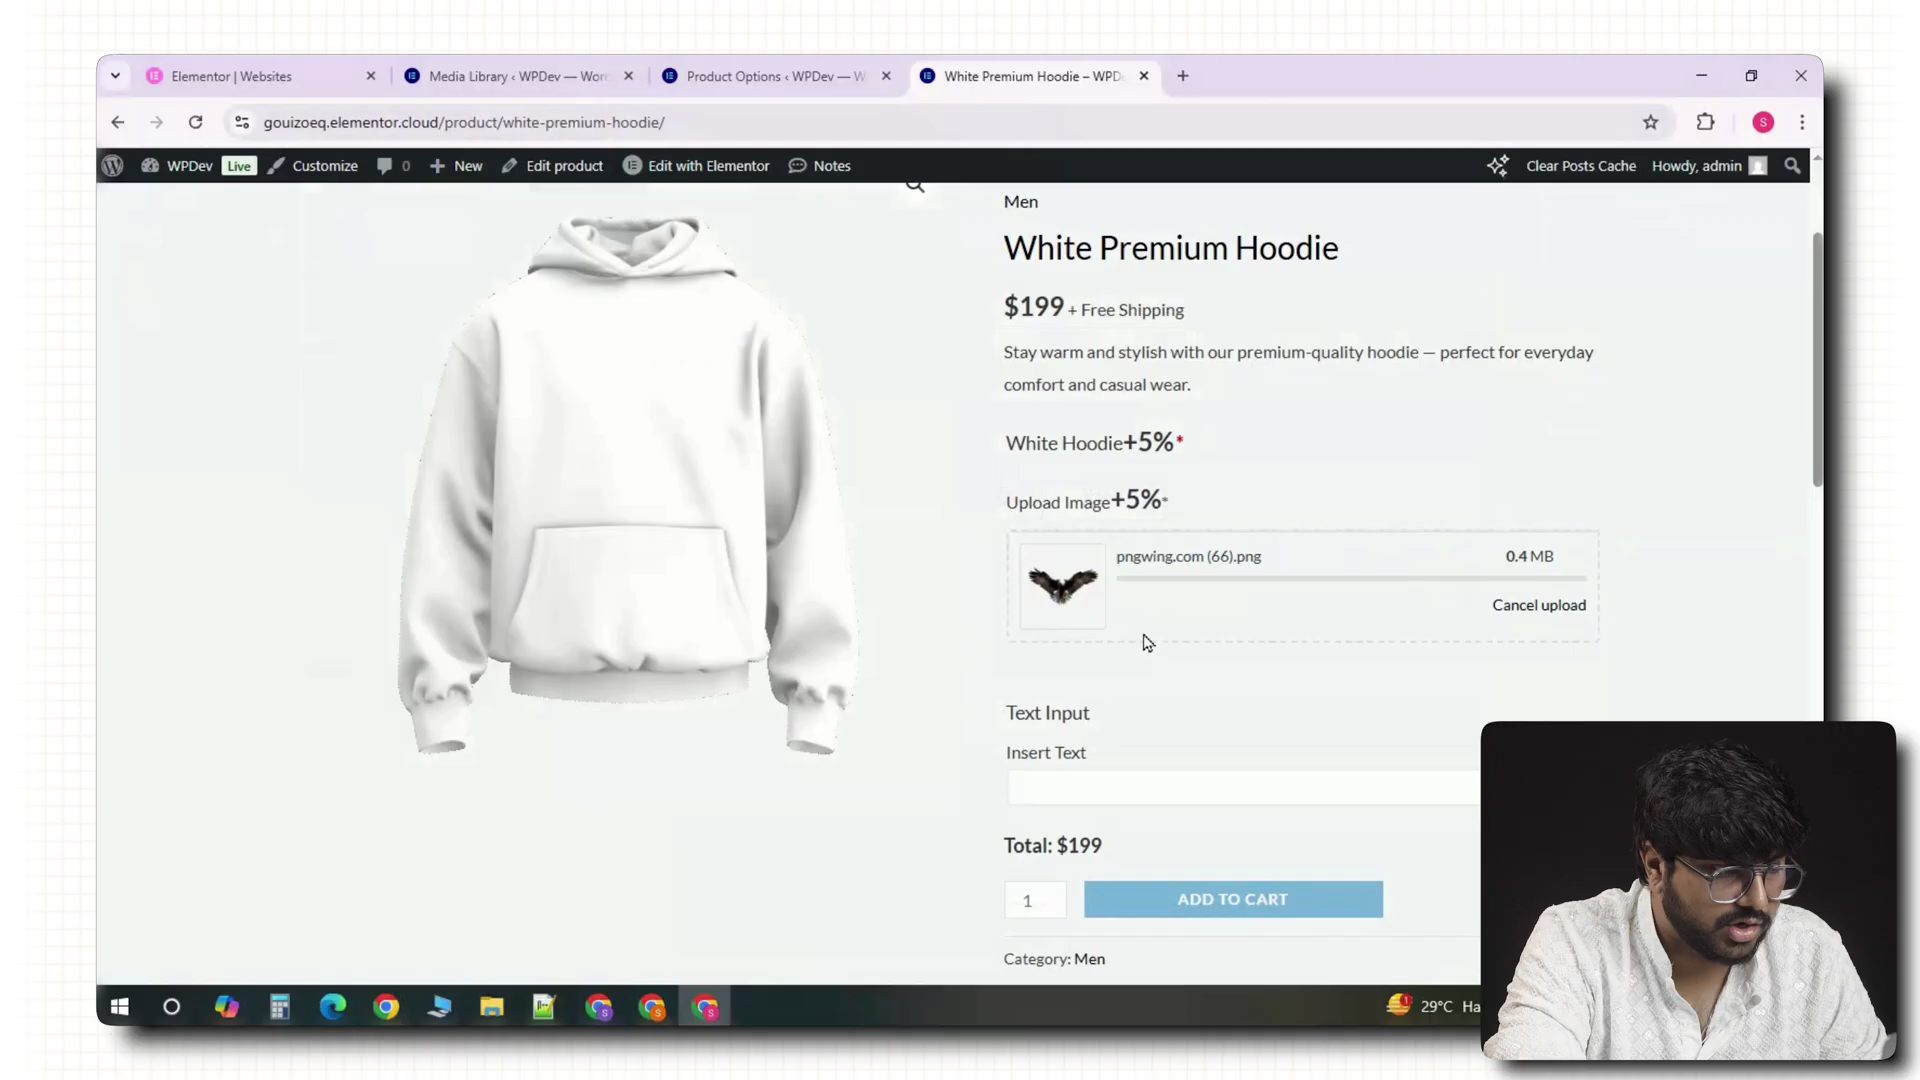 Elementor | Websites
Media Library ‹ WPDev — Wor
Product Options ‹ WPDev — W
White Premium Hoodie – WPD
gouizoeq.elementor.cloud/product/white-premium-hoodie/
S
WPDev
Live
Customize
0
New
Edit product
Edit with Elementor
Notes
Clear Posts Cache
Howdy, admin
Men
White Premium Hoodie
$199 + Free Shipping
Stay warm and stylish with our premium-quality hoodie — perfect for everyday
comfort and casual wear.
White Hoodie+5%*
Upload Image+5%*
pngwing.com (66).png
0.4 MB
Cancel upload
Text Input
Insert Text
Total: $199
1
ADD TO CART
Category: Men
29°C Ha